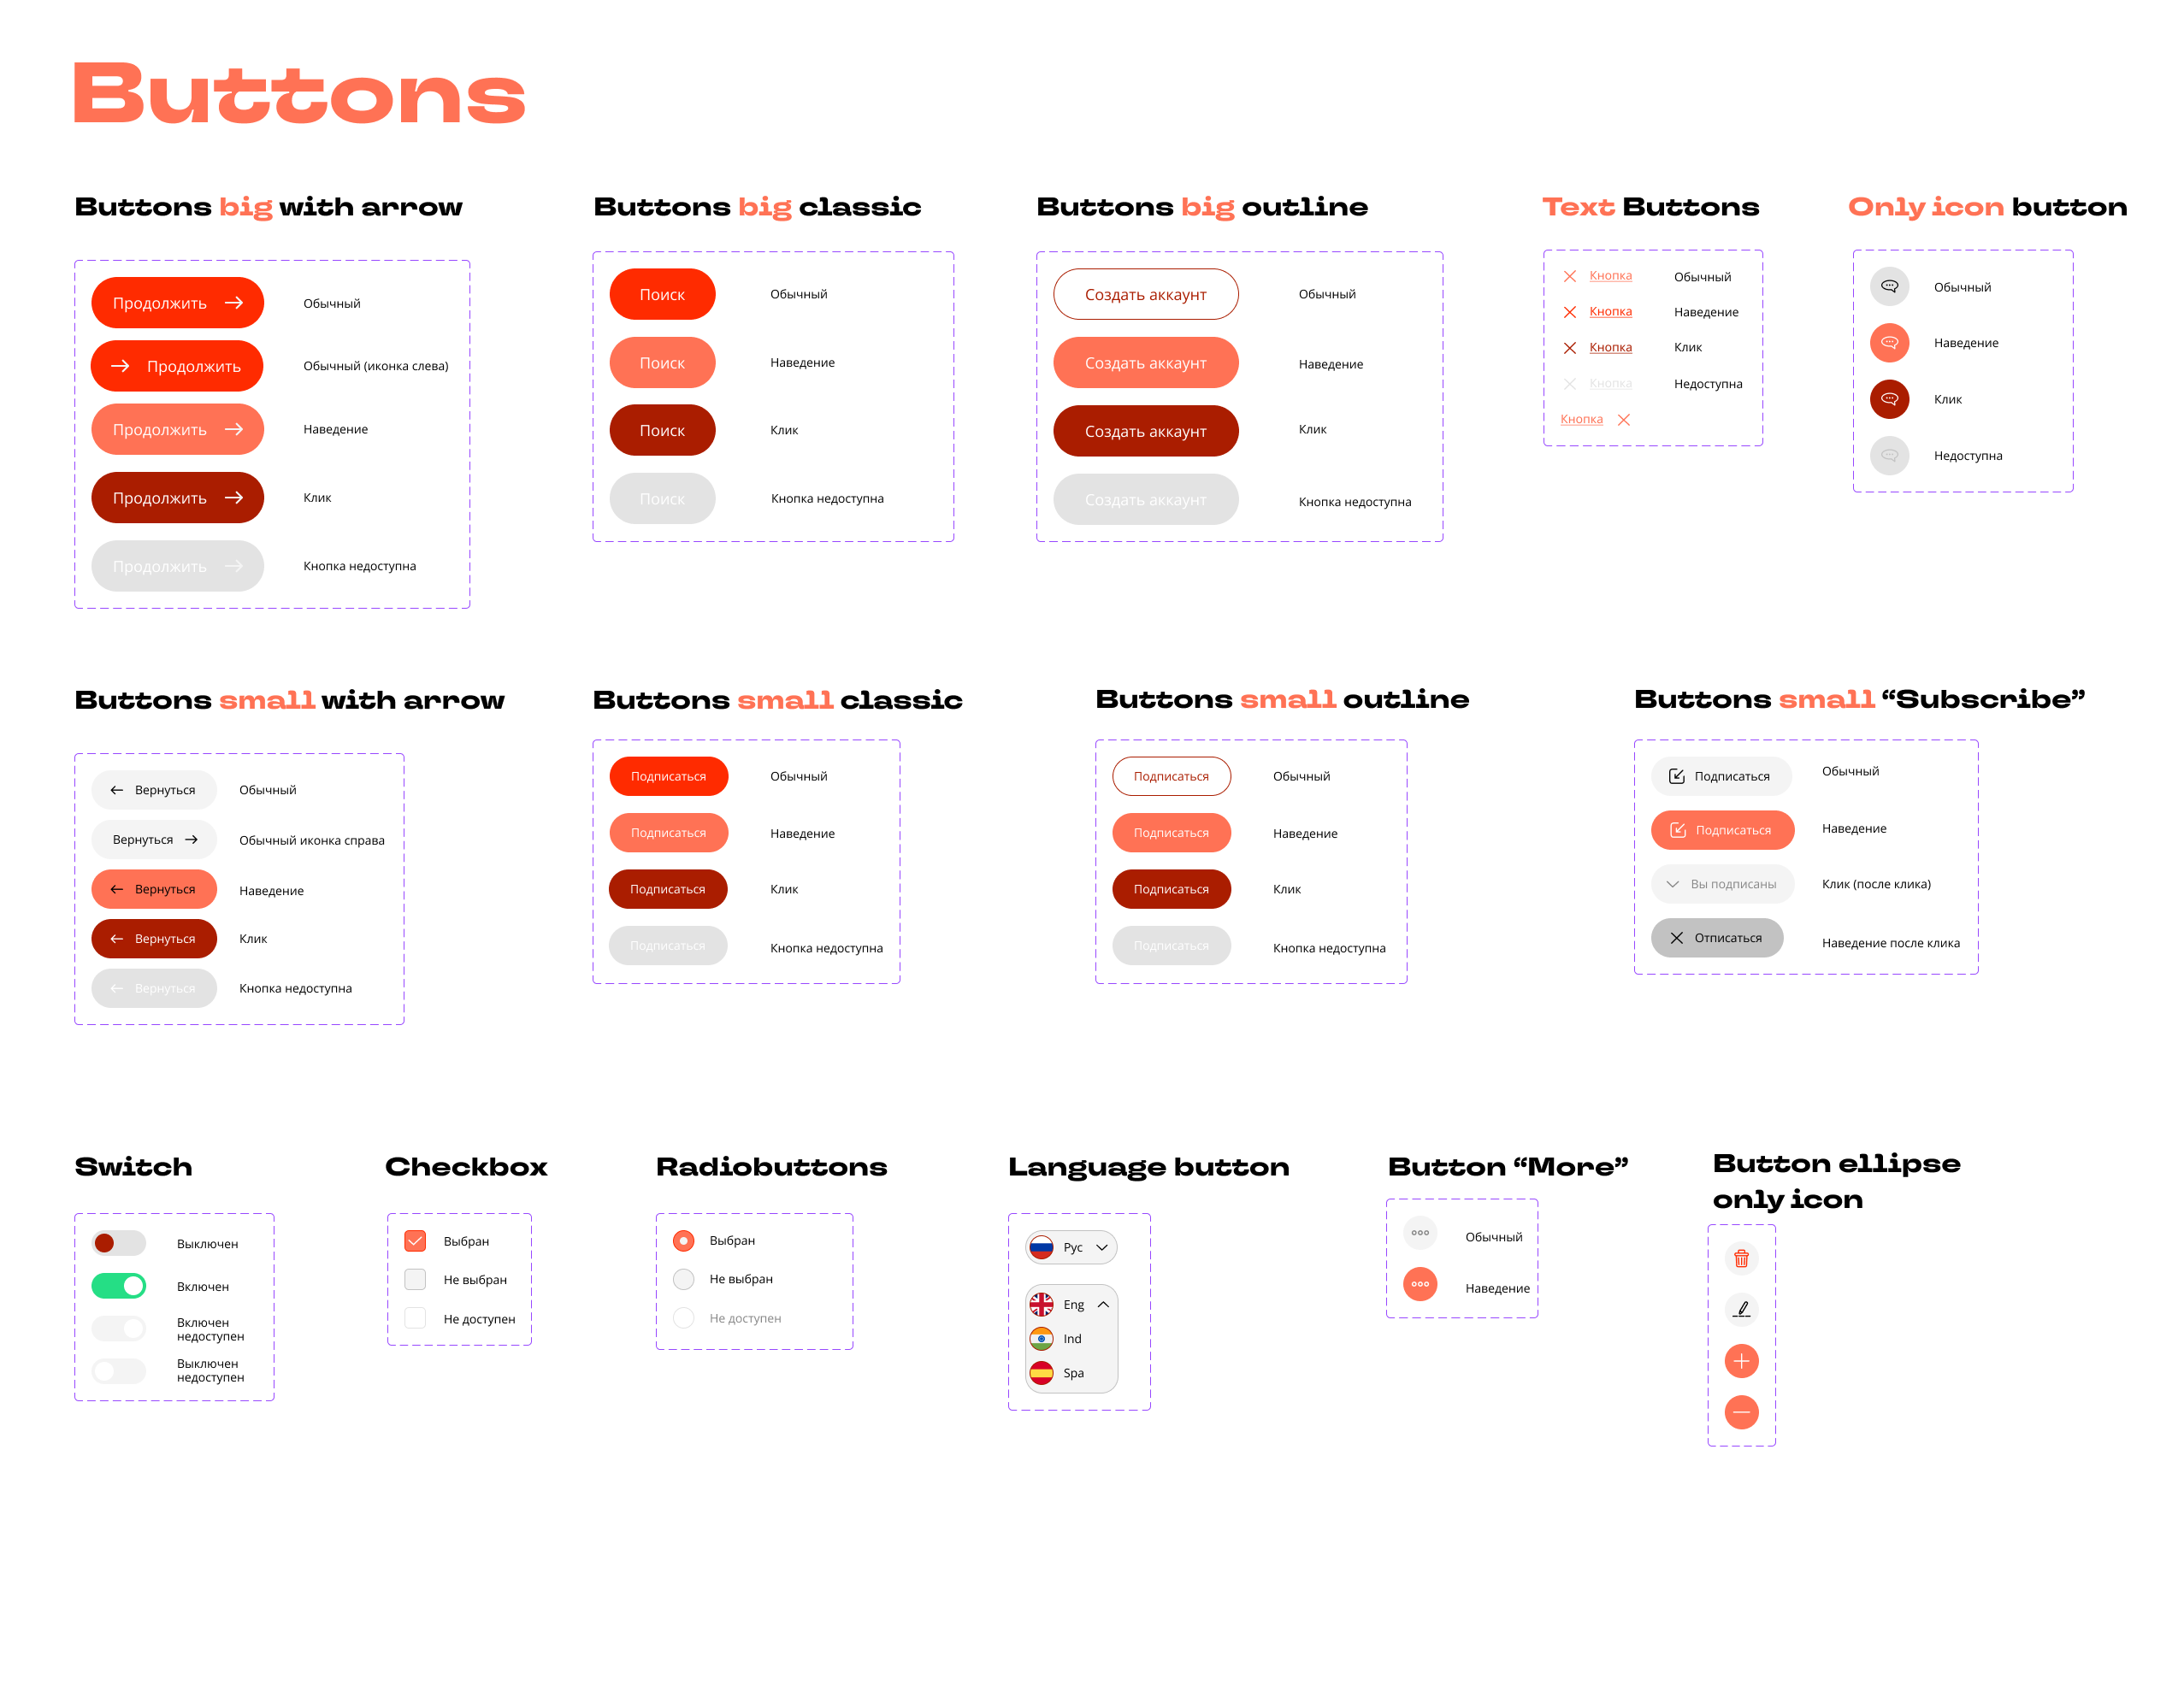 Buttons
Buttons big with arrow
Продолжить Обычный
Продолжить Обычный (иконка слева)
Продолжить Наведение
Продолжить Клик
Продолжить Кнопка недоступна
Buttons big classic
Поиск Обычный
Поиск Наведение
Поиск Клик
Поиск Кнопка недоступна
Buttons big outline
Создать аккаунт Обычный
Создать аккаунт Наведение
Создать аккаунт Клик
Создать аккаунт Кнопка недоступна
Text Buttons
Кнопка Обычный
Кнопка Наведение
Кнопка Клик
Кнопка Недоступна
Кнопка
Only icon button
Обычный
Наведение
Клик
Недоступна
Buttons small with arrow
Вернуться Обычный
Вернуться Обычный иконка справа
Вернуться Наведение
Вернуться Клик
Вернуться Кнопка недоступна
Buttons small classic
Подписаться Обычный
Подписаться Наведение
Подписаться Клик
Подписаться Кнопка недоступна
Buttons small outline
Подписаться Обычный
Подписаться Наведение
Подписаться Клик
Подписаться Кнопка недоступна
Buttons small “Subscribe”
Подписаться Обычный
Подписаться Наведение
Вы подписаны Клик (после клика)
Отписаться Наведение после клика
Switch
Выключен
Включен
Включен
недоступен
Выключен
недоступен
Checkbox
Выбран
Не выбран
Не доступен
Radiobuttons
Выбран
Не выбран
Не доступен
Language button
Рус
Eng
Ind
Spa
Button “More”
Обычный
Наведение
Button ellipse
only icon